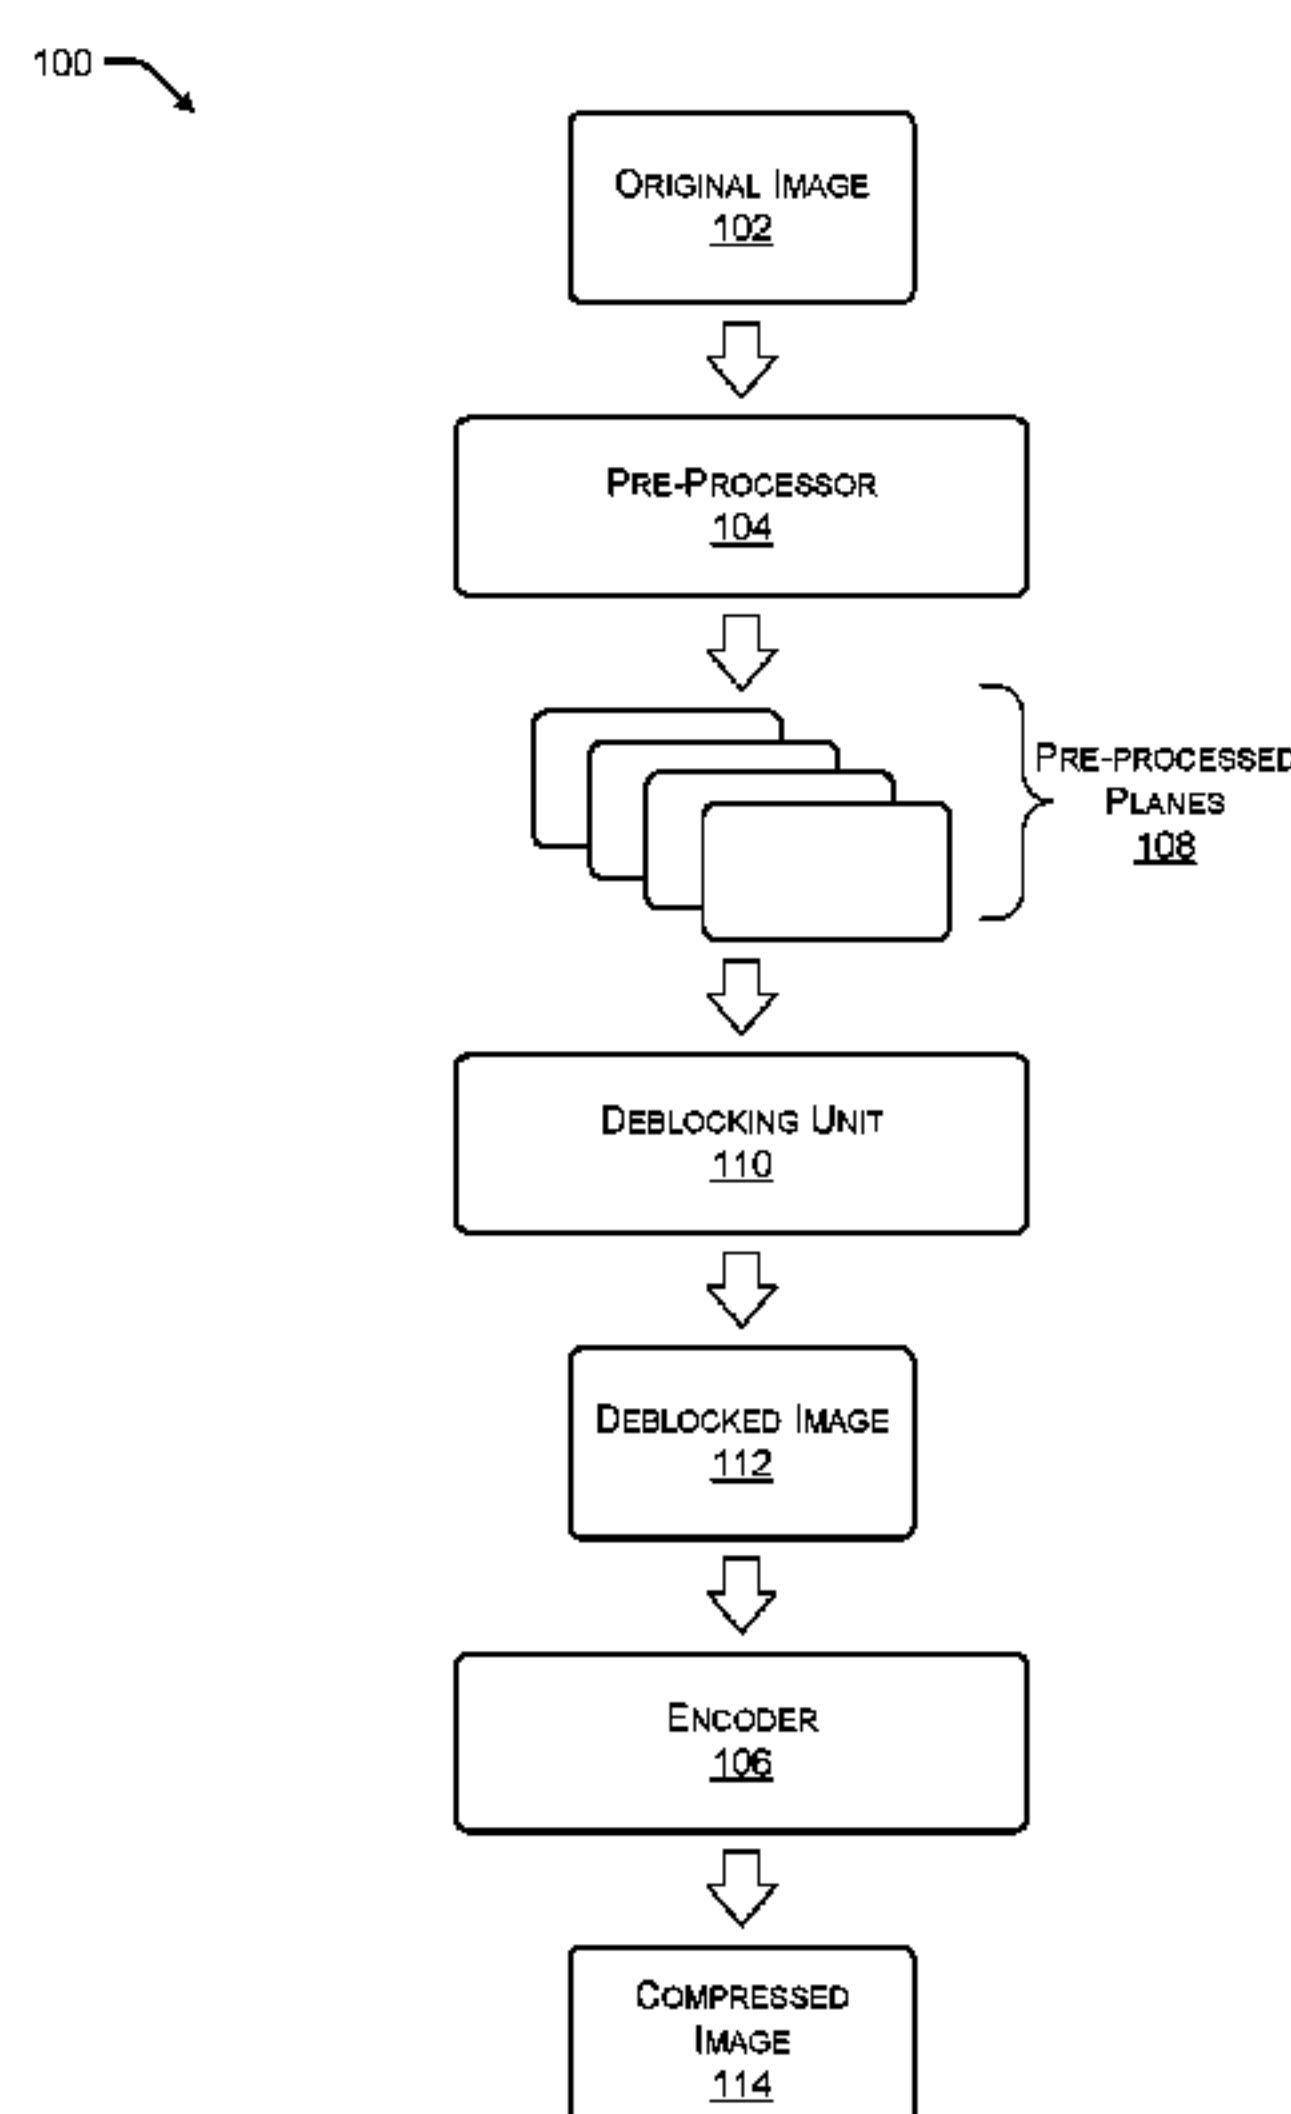 100
ORIGINAL IMAGE
102
PRE-PROCESSOR
104
PRE-PROCESSED
PLANES
108
DEBLOCKING UNIT
110
DEBLOCKED IMAGE
112
ENCODER
106
COMPRESSED
IMAGE
114